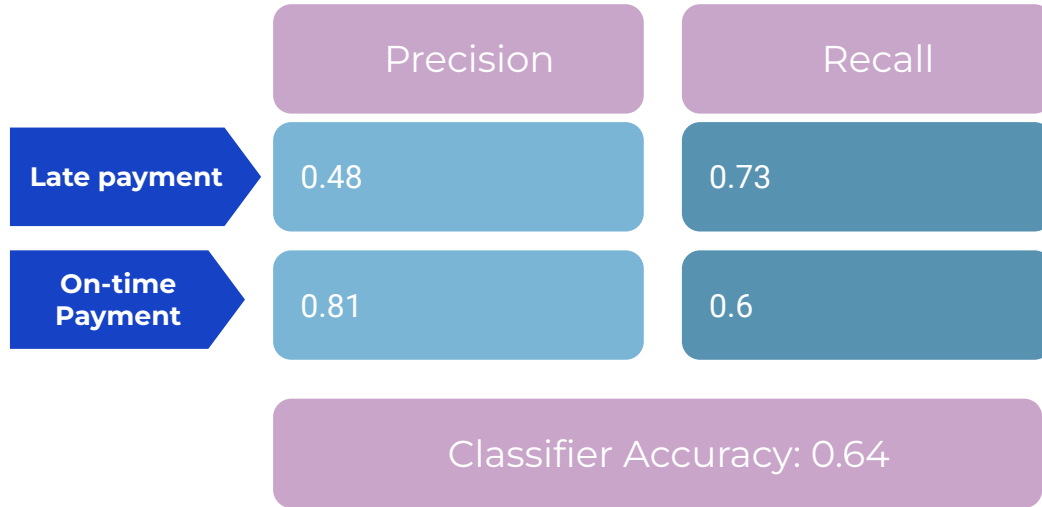 Precision
Recall
Late payment
0.48
0.73
On-time
Payment
0.81
0.6
Classifier Accuracy: 0.64